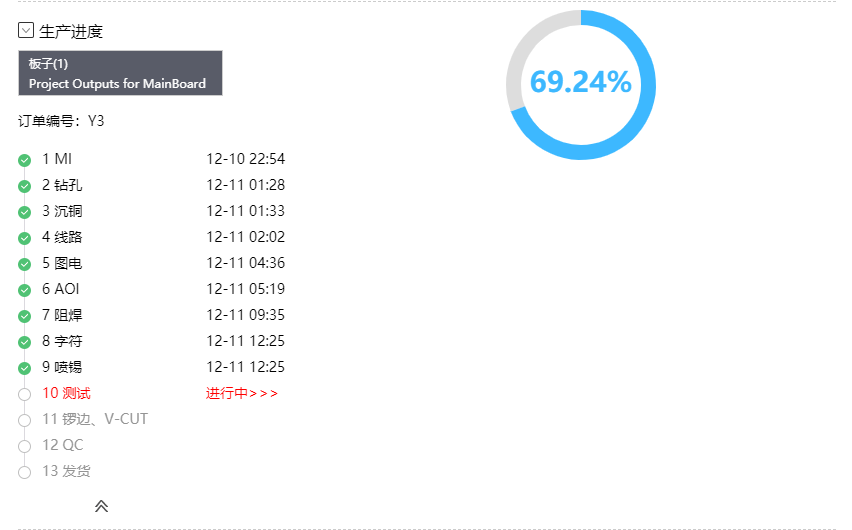 生产进度
板子(1)
Project Outputs for MainBoard
69.24%
订单编号：Y3
1 MI 12-10 22:54
2 钻孔 12-11 01:28
3 沉铜 12-11 01:33
4 线路 12-11 02:02
5 图电 12-11 04:36
6 AOI 12-11 05:19
7 阻焊 12-11 09:35
8 字符 12-11 12:25
9 喷锡 12-11 12:25
10 测试 进行中>>>
11 锣边、V-CUT
12 QC
13 发货